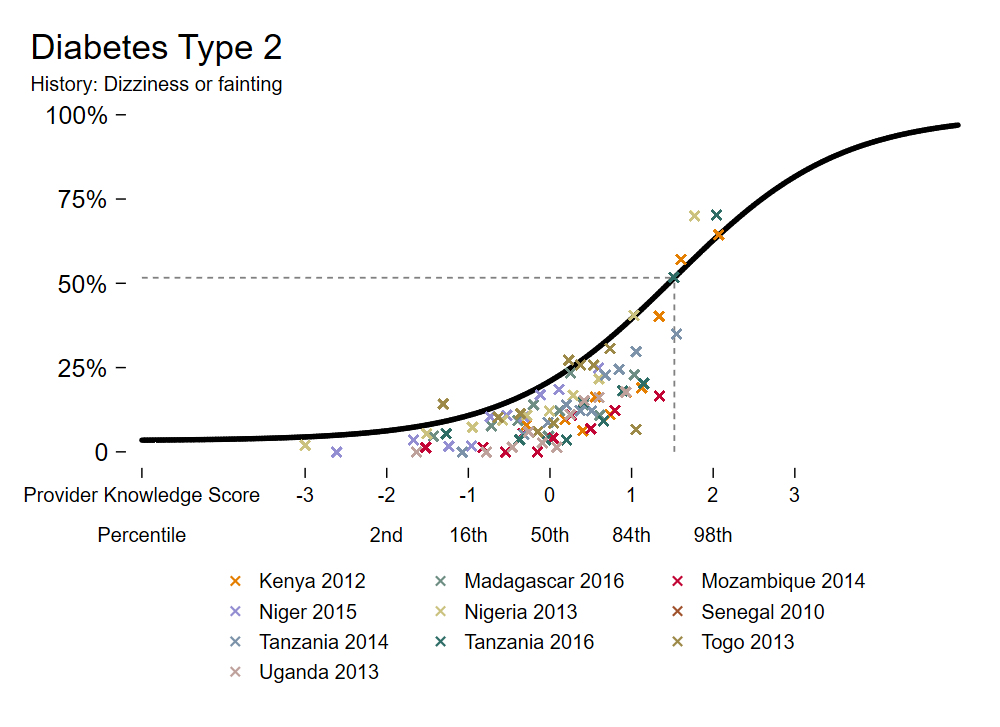 Diabetes Type 2
History: Dizziness or fainting
100%
75%
50%
25%
0
Provider Knowledge Score -3 -2 -1 0 1 2 3
Percentile 2nd 16th 50th 84th 98th
Kenya 2012 Madagascar 2016 Mozambique 2014
Niger 2015 Nigeria 2013 Senegal 2010
Tanzania 2014 Tanzania 2016 Togo 2013
Uganda 2013